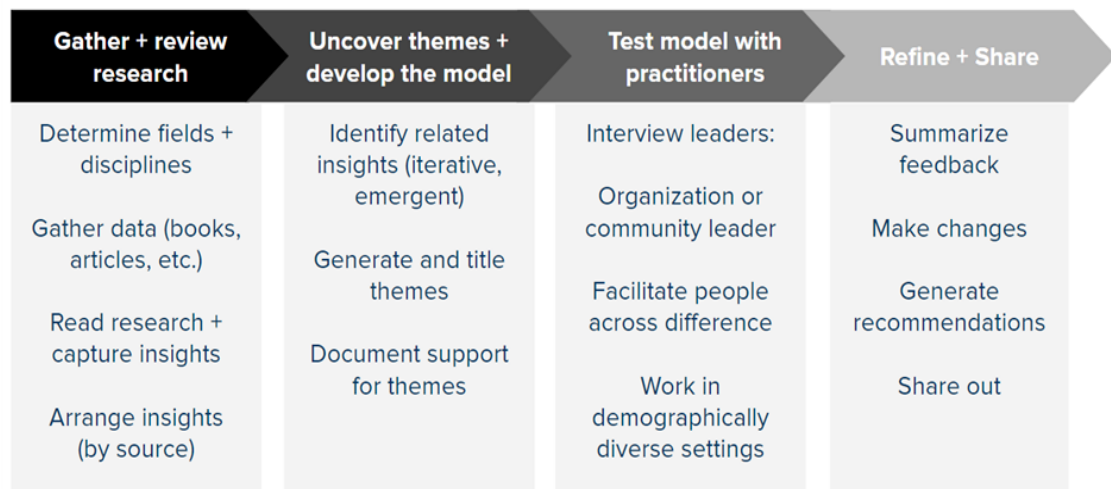 Gather + review
research
Determine fields +
disciplines
Gather data (books,
articles, etc.)
Read research +
capture insights
Arrange insights
(by source)
Uncover themes +
develop the model
Identify related
insights (iterative,
emergent)
Generate and title
themes
Document support
for themes
Test model with
practitioners
Interview leaders:
Organization or
community leader
Facilitate people
across difference
Work in
demographically
diverse settings
Refine + Share
Summarize
feedback
Make changes
Generate
recommendations
Share out